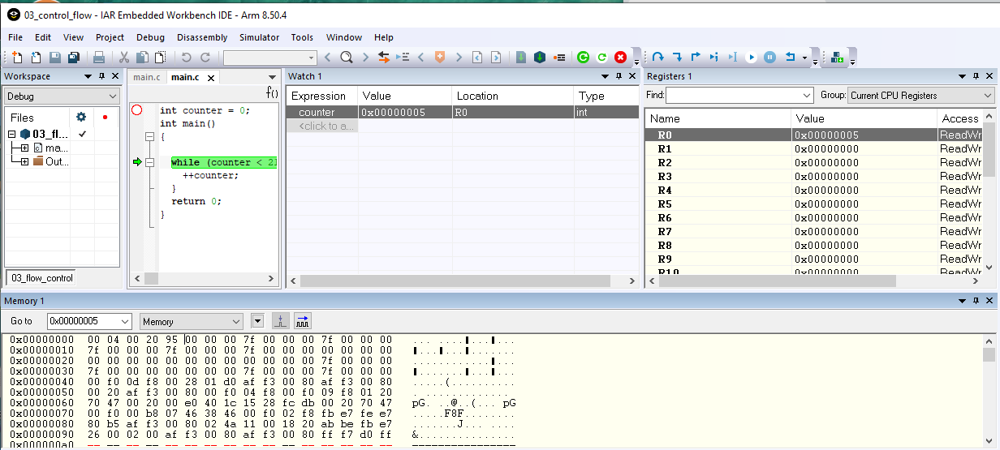 03_control_flow - IAR Embedded Workbench IDE - Arm 8.50.4
File Edit View Project Debug Disassembly Simulator Tools Window Help
Workspace
Debug
Files
03_fl...
ma...
Out...
03_flow_control
main.c main.c
f()
int counter = 0;
int main()
{
while (counter < 21
++counter;
}
return 0;
}
Watch 1
Expression Value Location Type
counter 0x00000005 R0 int
<click to a...
Registers 1
Find: Group: Current CPU Registers
Name Value Access
R0 0x00000005 ReadWr
R1 0x00000000 ReadWr
R2 0x00000000 ReadWr
R3 0x00000000 ReadWr
R4 0x00000000 ReadWr
R5 0x00000000 ReadWr
R6 0x00000000 ReadWr
R7 0x00000000 ReadWr
R8 0x00000000 ReadWr
R9 0x00000000 ReadWr
R10 0x00000000 ReadWr
Memory 1
Go to 0x00000005 Memory
0x00000000 00 04 00 20 95 00 00 00 7f 00 00 00 7f 00 00 00
0x00000010 7f 00 00 00 7f 00 00 00 7f 00 00 00 00 00 00 00
0x00000020 00 00 00 00 00 00 00 00 00 00 00 00 7f 00 00 00
0x00000030 7f 00 00 00 00 00 00 00 7f 00 00 00 7f 00 00 00
0x00000040 00 f0 0d f8 00 28 01 d0 af f3 00 80 af f3 00 80 .....(..........
0x00000050 00 20 af f3 00 80 00 f0 04 f8 00 f0 09 f8 01 20
0x00000060 70 47 00 20 00 e0 40 1c 15 28 fc db 00 20 70 47 pG. ..@..(... pG
0x00000070 00 f0 00 b8 07 46 38 46 00 f0 02 f8 fb e7 fe e7 .....F8F........
0x00000080 80 b5 af f3 00 80 02 4a 11 00 18 20 ab be fb e7 .......J... ....
0x00000090 26 00 02 00 af f3 00 80 af f3 00 80 ff f7 d0 ff &...............
0x000000a0 -- -- -- -- -- -- -- -- -- -- -- -- -- -- -- -- ----------------